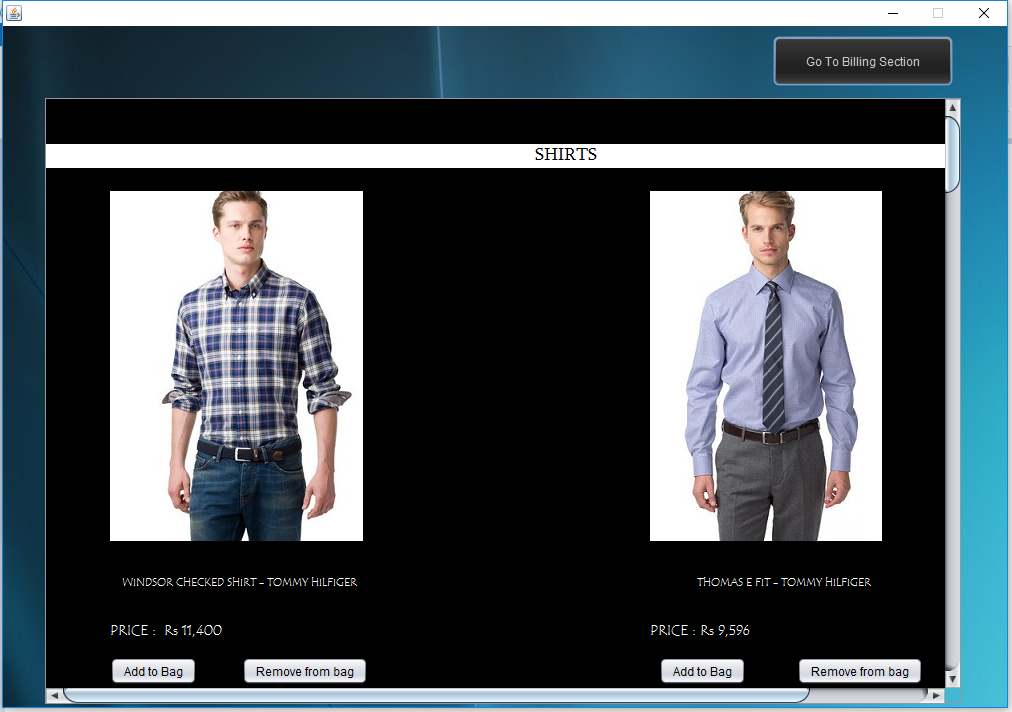 Go To Billing Section
SHIRTS
WINDSOR CHECKED SHIRT – TOMMY HILFIGER
THOMAS E FIT – TOMMY HILFIGER
PRICE : Rs 11,400
PRICE : Rs 9,596
Add to Bag
Remove from bag
Add to Bag
Remove from bag